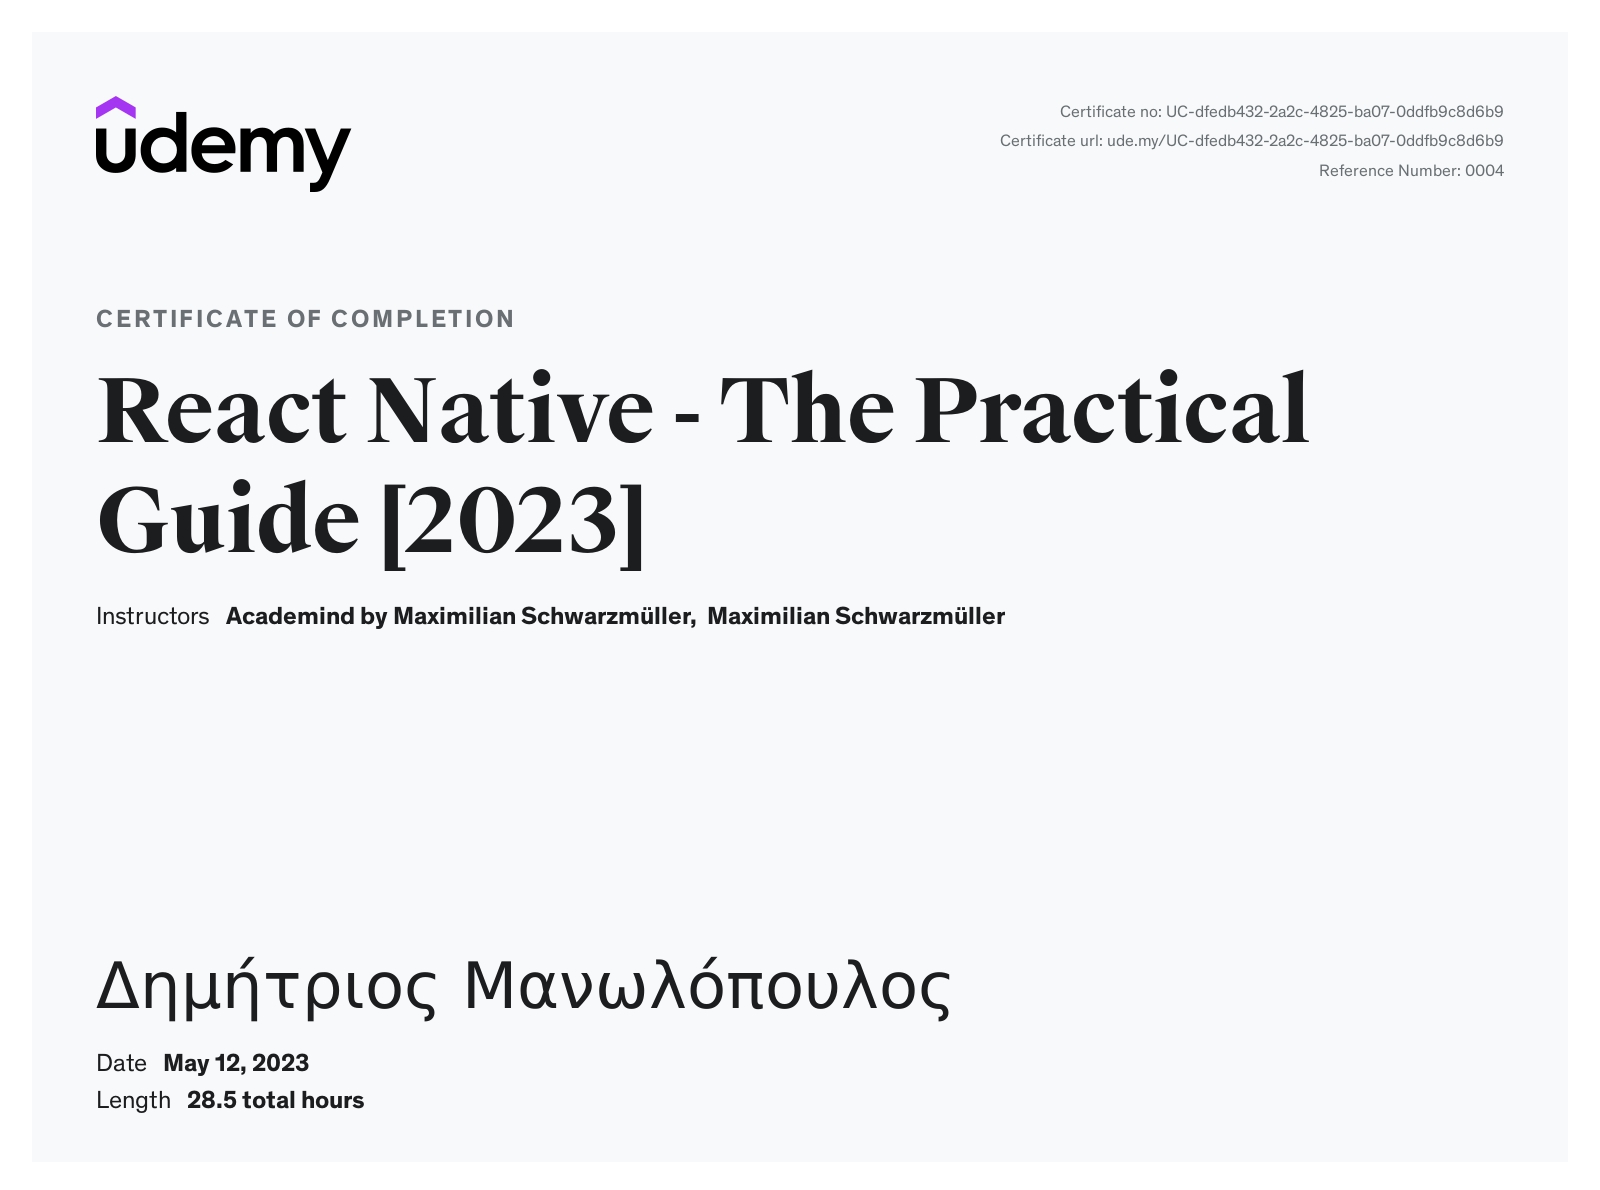 udemy
Certificate no: UC-dfedb432-2a2c-4825-ba07-0ddfb9c8d6b9
Certificate url: ude.my/UC-dfedb432-2a2c-4825-ba07-0ddfb9c8d6b9
Reference Number: 0004
CERTIFICATE OF COMPLETION
React Native - The Practical
Guide [2023]
Instructors Academind by Maximilian Schwarzmüller, Maximilian Schwarzmüller
Δημήτριος Μανωλόπουλος
Date May 12, 2023
Length 28.5 total hours